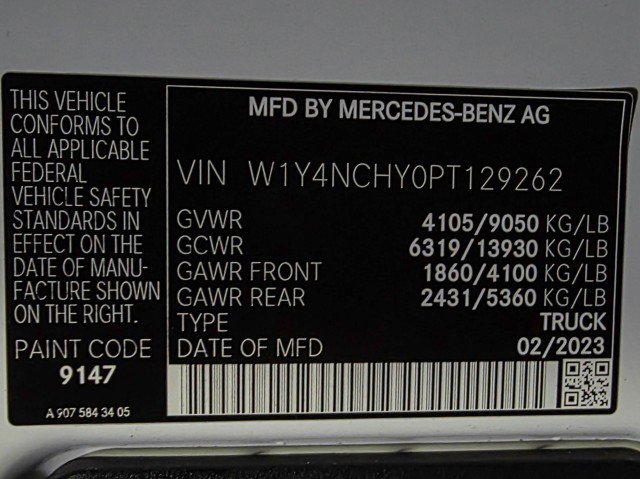 THIS VEHICLE
CONFORMS TO
ALL APPLICABLE
FEDERAL
VEHICLE SAFETY
STANDARDS IN
EFFECT ON THE
DATE OF MANU-
FACTURE SHOWN
ON THE RIGHT.
PAINT CODE
9147
A 907 584 34 05
MFD BY MERCEDES-BENZ AG
VIN W1Y4NCHY0PT129262
GVWR 4105/9050 KG/LB
GCWR 6319/13930 KG/LB
GAWR FRONT 1860/4100 KG/LB
GAWR REAR 2431/5360 KG/LB
TYPE TRUCK
DATE OF MFD 02/2023